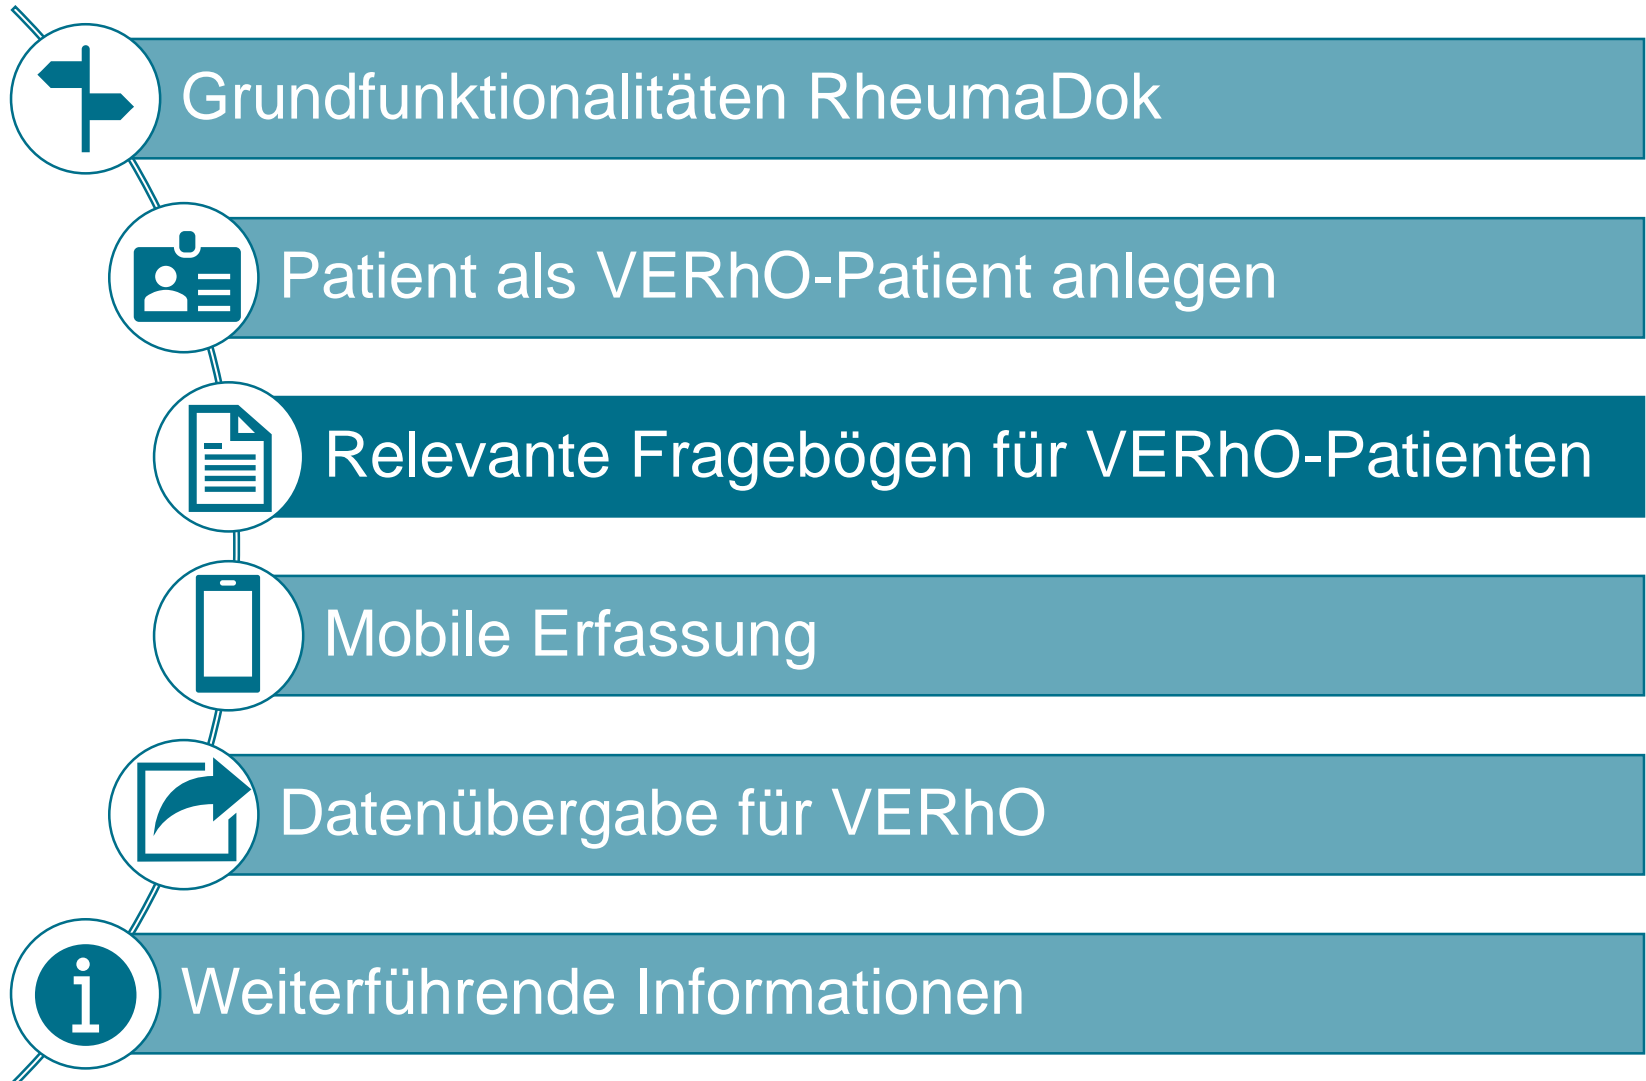 Grundfunktionalitäten RheumaDok
Patient als VERhO-Patient anlegen
Relevante Fragebögen für VERhO-Patienten
Mobile Erfassung
Datenübergabe für VERhO
Weiterführende Informationen